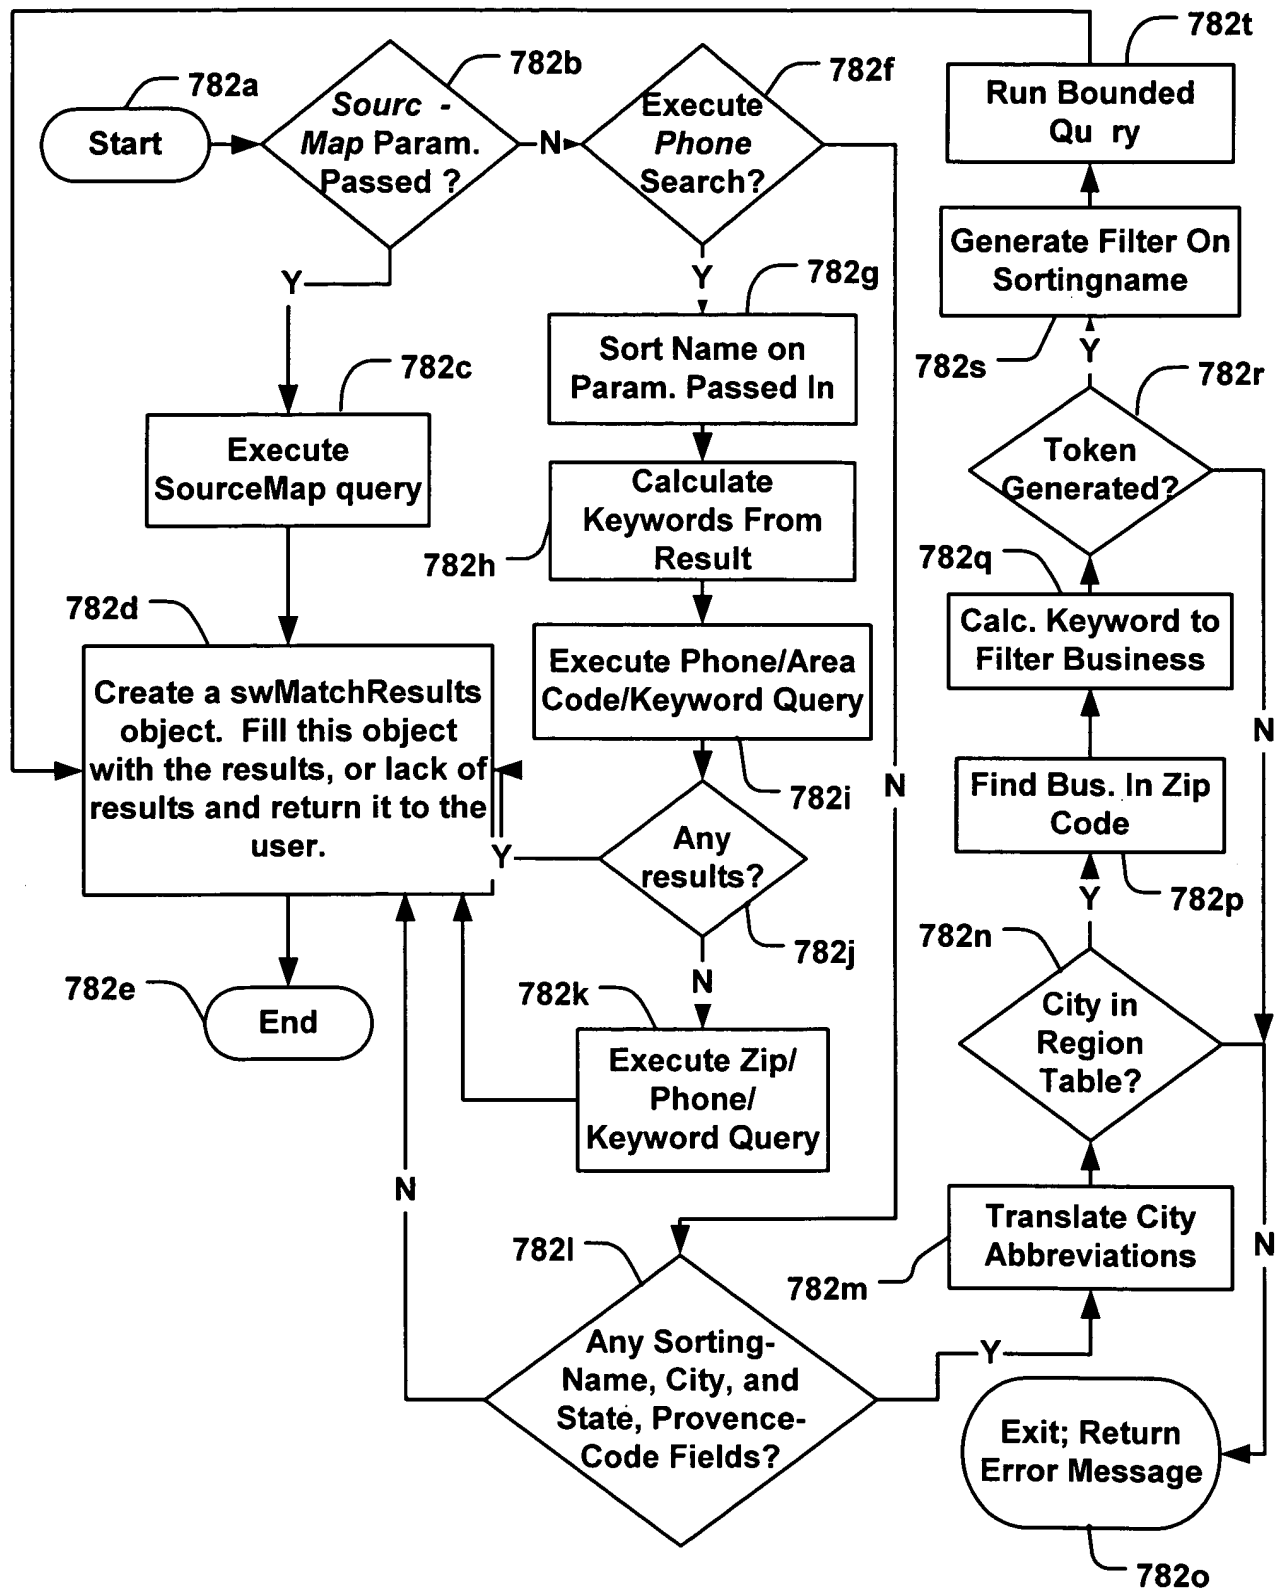 782a
Start
782b
Sourc -
Map Param.
Passed ?
N
Y
782c
Execute
SourceMap query
782d
Create a swMatchResults
object. Fill this object
with the results, or lack of
results and return it to the
user.
782e
End
782f
Execute
Phone
Search?
Y
N
782g
Sort Name on
Param. Passed In
782h
Calculate
Keywords From
Result
Execute Phone/Area
Code/Keyword Query
782i
Any
results?
782j
Y
N
782k
Execute Zip/
Phone/
Keyword Query
782l
Any Sorting-
Name, City, and
State, Provence-
Code Fields?
N
Y
782m
Translate City
Abbreviations
782n
City in
Region
Table?
Y
N
782o
Exit; Return
Error Message
782p
Find Bus. In Zip
Code
782q
Calc. Keyword to
Filter Business
782r
Token
Generated?
Y
N
782s
Generate Filter On
Sortingname
782t
Run Bounded
Qu ry